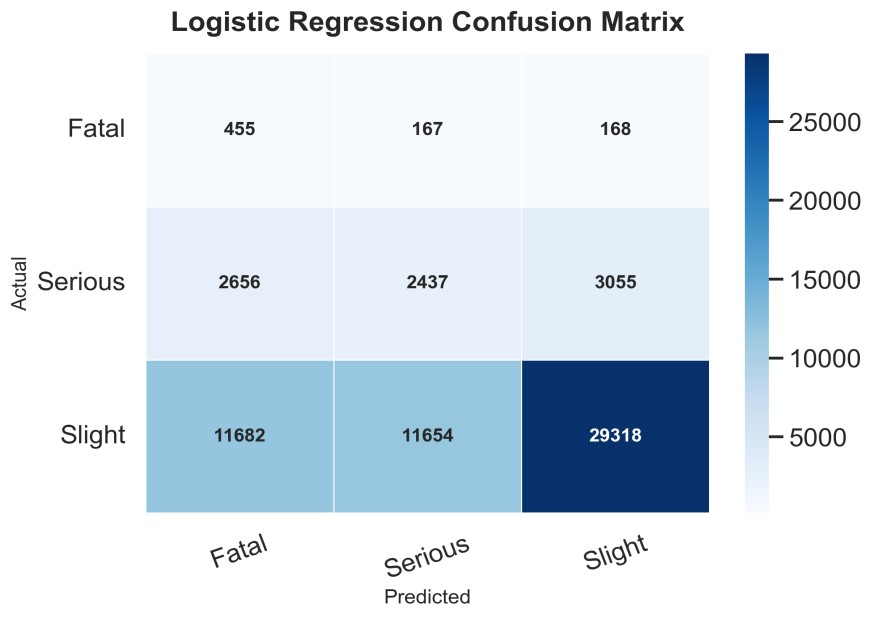 Logistic Regression Confusion Matrix
Fatal 455 167 168
Serious 2656 2437 3055
Slight 11682 11654 29318
Actual
Fatal Serious Slight
Predicted
25000
20000
15000
10000
5000